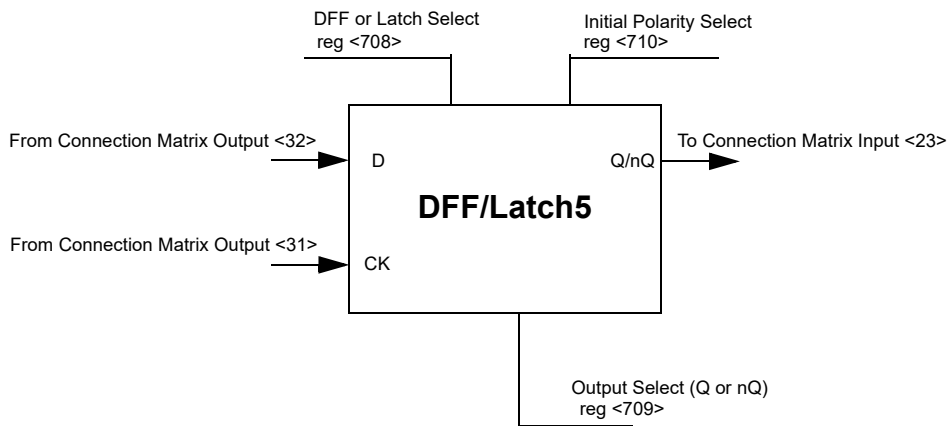 DFF or Latch Select
reg <708>
Initial Polarity Select
reg <710>
From Connection Matrix Output <32>
To Connection Matrix Input <23>
D
Q/nQ
DFF/Latch5
From Connection Matrix Output <31>
CK
Output Select (Q or nQ)
reg <709>